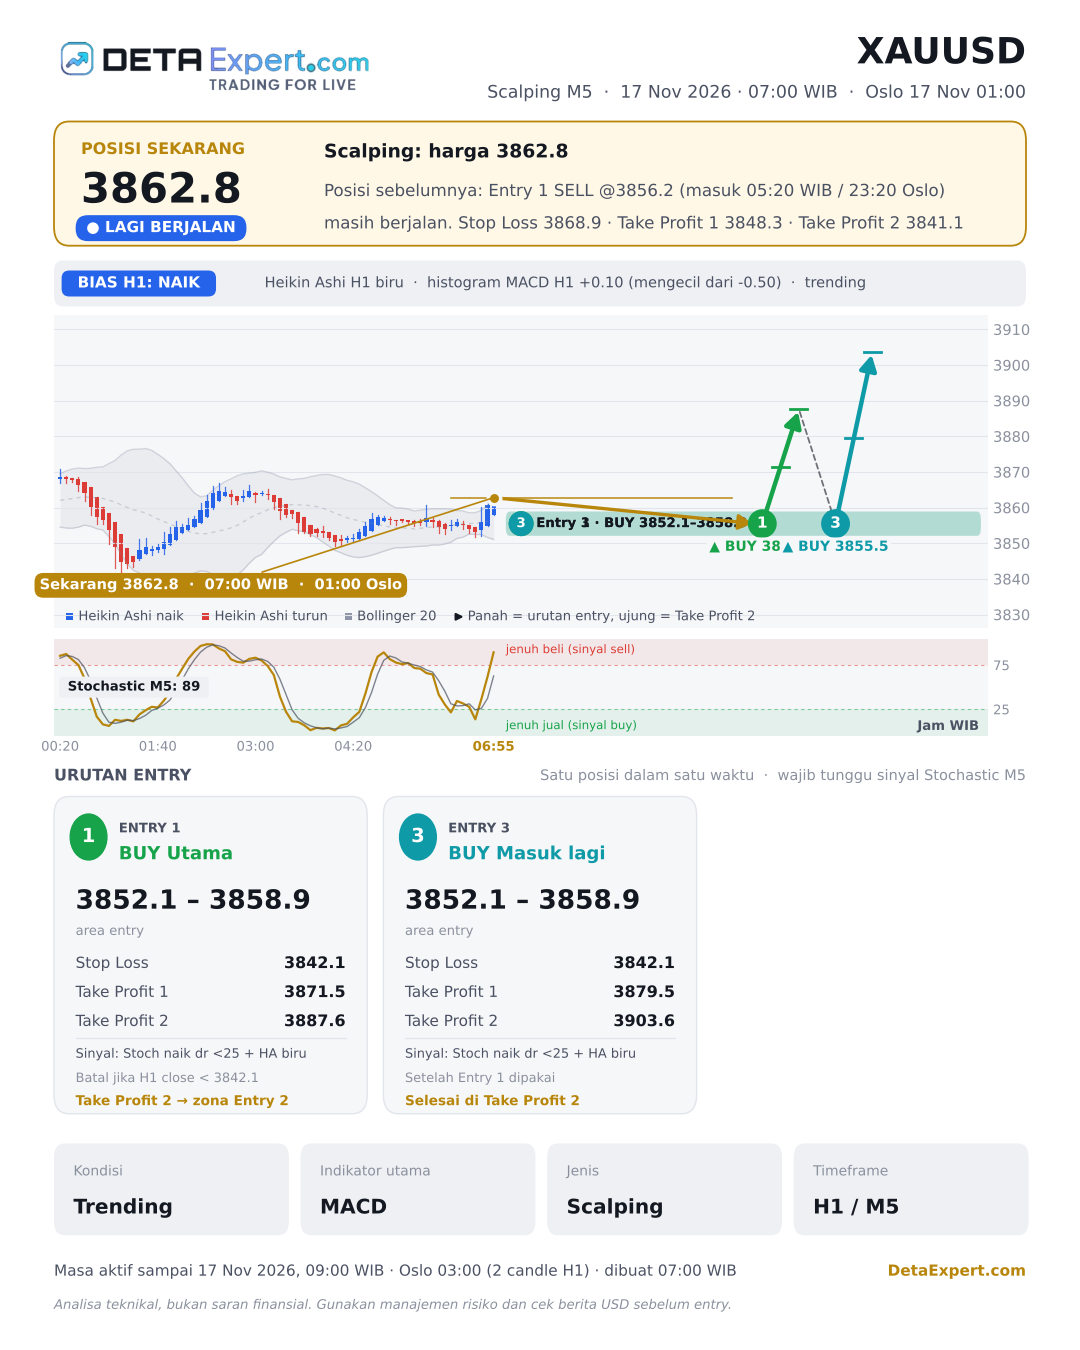 DETA Expert.com
TRADING FOR LIVE
XAUUSD
Scalping M5 · 17 Nov 2026 · 07:00 WIB · Oslo 17 Nov 01:00
POSISI SEKARANG
3862.8
● LAGI BERJALAN
Scalping: harga 3862.8
Posisi sebelumnya: Entry 1 SELL @3856.2 (masuk 05:20 WIB / 23:20 Oslo)
masih berjalan. Stop Loss 3868.9 · Take Profit 1 3848.3 · Take Profit 2 3841.1
BIAS H1: NAIK
Heikin Ashi H1 biru · histogram MACD H1 +0.10 (mengecil dari -0.50) · trending
3910
3900
3890
3880
3870
3860
3850
3840
3830
3 Entry · BUY 3852.1–3858
1
3
▲ BUY 38
▲ BUY 3855.5
Sekarang 3862.8 · 07:00 WIB · 01:00 Oslo
Heikin Ashi naik
Heikin Ashi turun
Bollinger 20
Panah = urutan entry, ujung = Take Profit 2
jenuh beli (sinyal sell)
75
Stochastic M5: 89
25
jenuh jual (sinyal buy)
Jam WIB
00:20 01:40 03:00 04:20 06:55
URUTAN ENTRY
Satu posisi dalam satu waktu · wajib tunggu sinyal Stochastic M5
1
ENTRY 1
BUY Utama
3852.1 – 3858.9
area entry
Stop Loss 3842.1
Take Profit 1 3871.5
Take Profit 2 3887.6
Sinyal: Stoch naik dr <25 + HA biru
Batal jika H1 close < 3842.1
Take Profit 2 → zona Entry 2
3
ENTRY 3
BUY Masuk lagi
3852.1 – 3858.9
area entry
Stop Loss 3842.1
Take Profit 1 3879.5
Take Profit 2 3903.6
Sinyal: Stoch naik dr <25 + HA biru
Setelah Entry 1 dipakai
Selesai di Take Profit 2
Kondisi
Trending
Indikator utama
MACD
Jenis
Scalping
Timeframe
H1 / M5
Masa aktif sampai 17 Nov 2026, 09:00 WIB · Oslo 03:00 (2 candle H1) · dibuat 07:00 WIB
DetaExpert.com
Analisa teknikal, bukan saran finansial. Gunakan manajemen risiko dan cek berita USD sebelum entry.